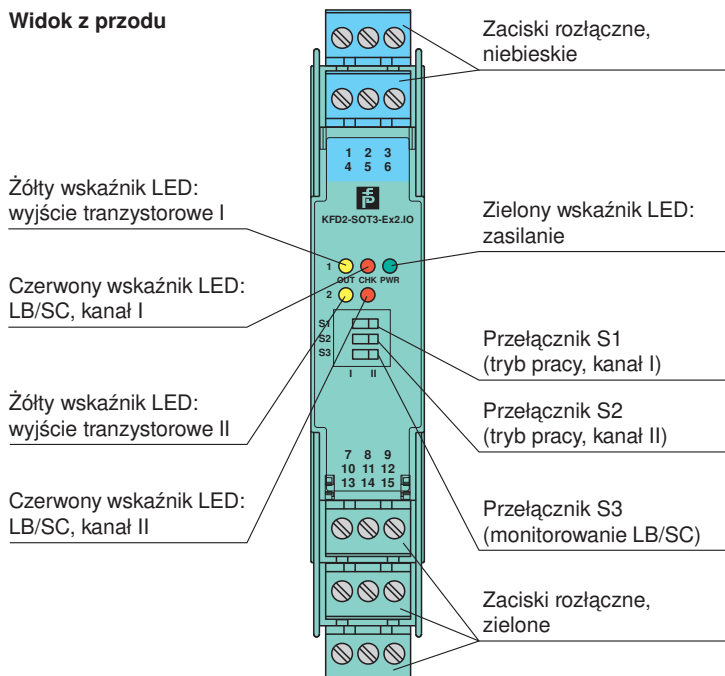 Widok z przodu
Zaciski rozłączne,
niebieskie
1 2 3
4 5 6
KFD2-SOT3-Ex2.IO
Żółty wskaźnik LED:
wyjście tranzystorowe I
Zielony wskaźnik LED:
zasilanie
1
OUT CHK PWR
2
Czerwony wskaźnik LED:
LB/SC, kanał I
S1
S2
S3
I II
Przełącznik S1
(tryb pracy, kanał I)
Żółty wskaźnik LED:
wyjście tranzystorowe II
Przełącznik S2
(tryb pracy, kanał II)
7 8 9
10 11 12
13 14 15
Czerwony wskaźnik LED:
LB/SC, kanał II
Przełącznik S3
(monitorowanie LB/SC)
Zaciski rozłączne,
zielone